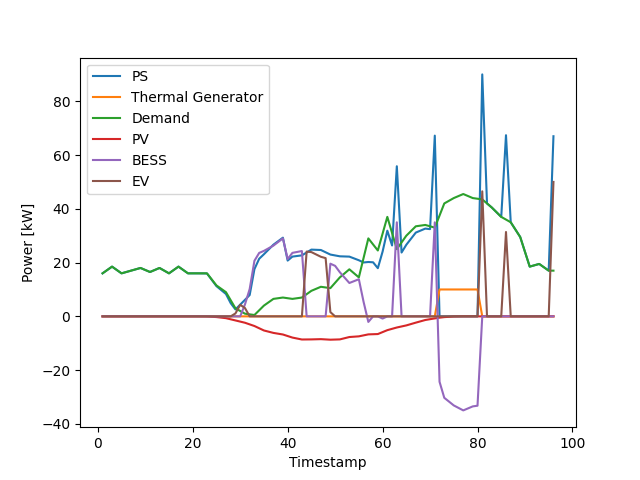 PS
Thermal Generator
Demand
PV
BESS
EV
Power [kW]
80
60
40
20
0
−20
−40
0 20 40 60 80 100
Timestamp